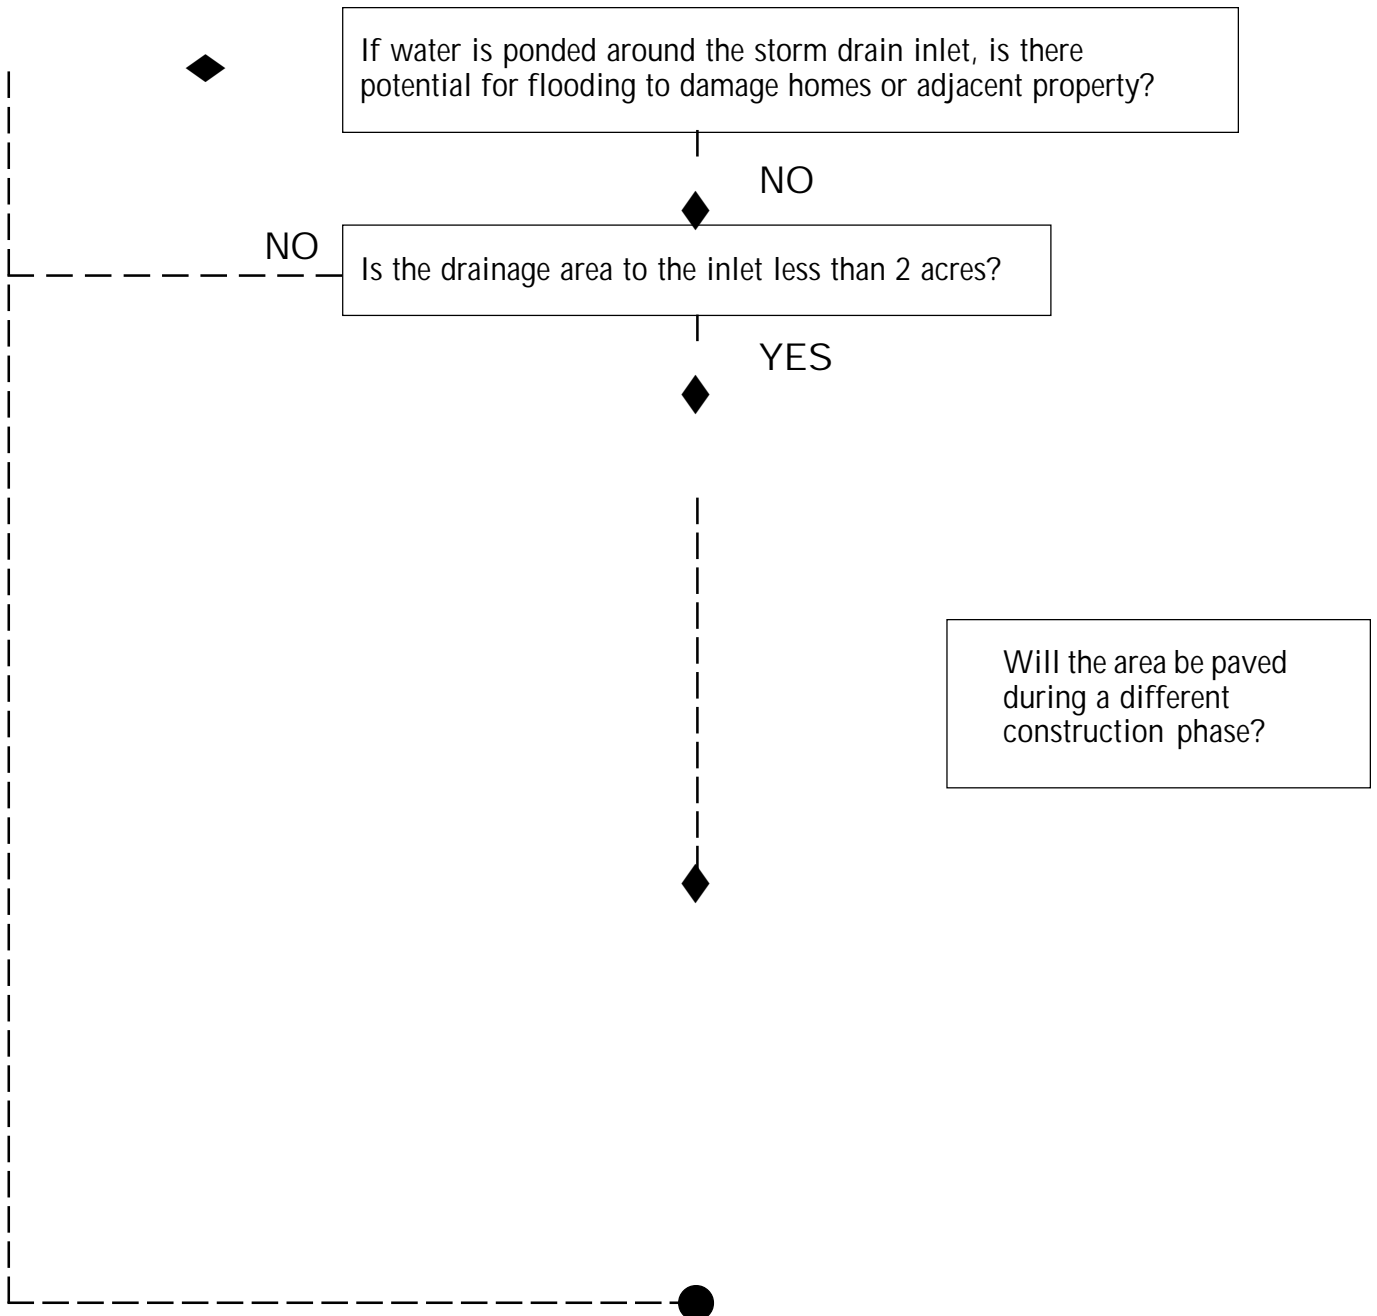 If water is ponded around the storm drain inlet, is there
potential for flooding to damage homes or adjacent property?
NO
NO
Is the drainage area to the inlet less than 2 acres?
YES
Will the area be paved
during a different
construction phase?